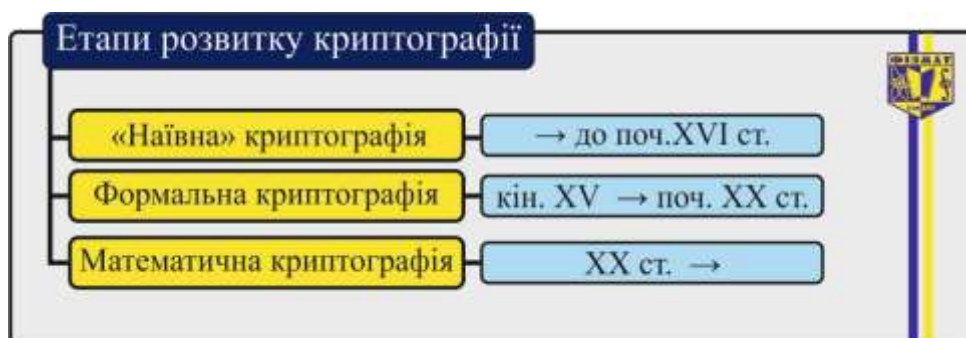 Етапи розвитку криптографії
«Наївна» криптографія
→ до поч.XVI ст.
Формальна криптографія
кін. XV → поч. XX ст.
Математична криптографія
XX ст. →
ФІЗМАТ